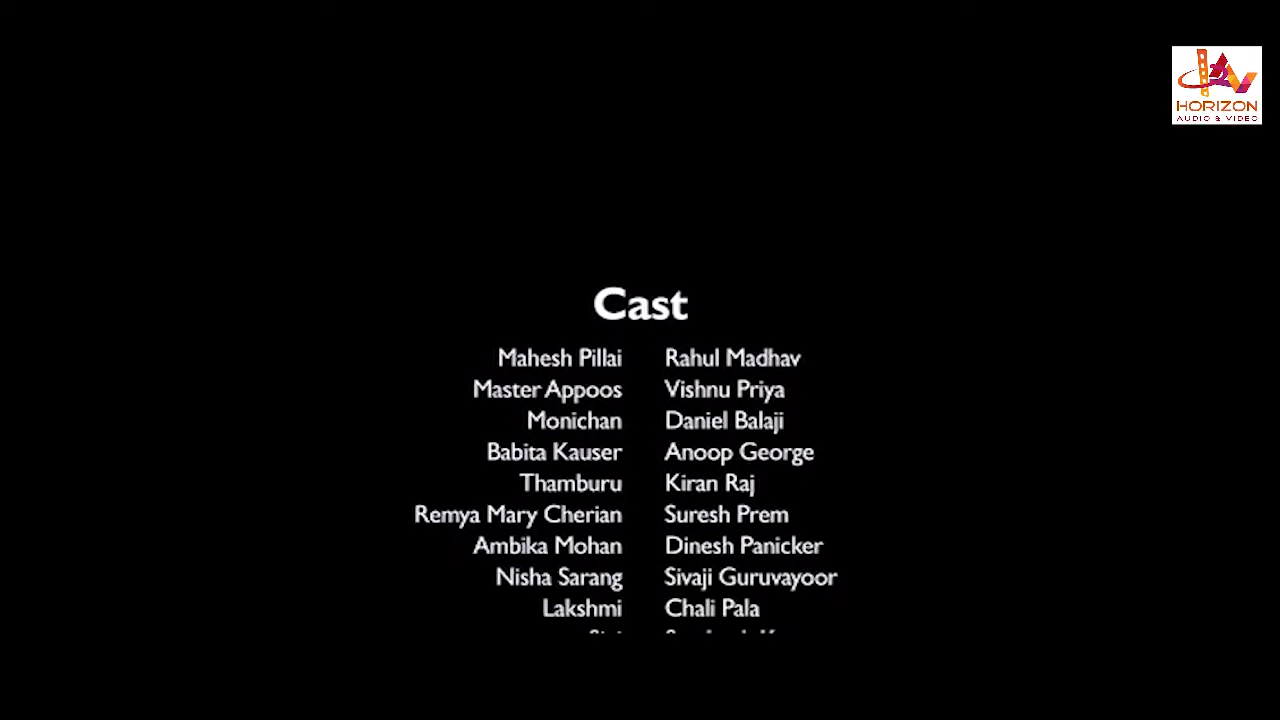 HORIZON
AUDIO & VIDEO
Cast
Mahesh Pillai Rahul Madhav
Master Appoos Vishnu Priya
Monichan Daniel Balaji
Babita Kauser Anoop George
Thamburu Kiran Raj
Remya Mary Cherian Suresh Prem
Ambika Mohan Dinesh Panicker
Nisha Sarang Sivaji Guruvayoor
Lakshmi Chali Pala